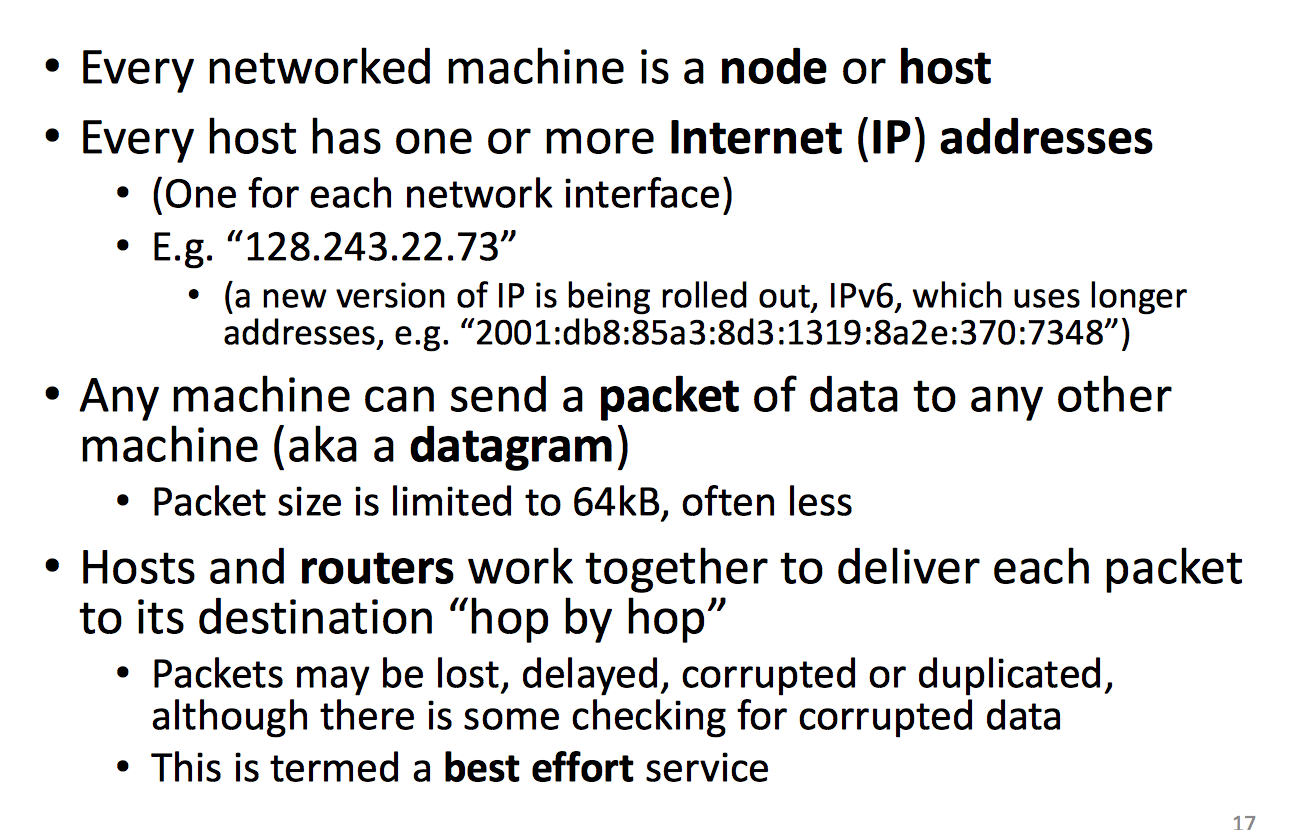 • Every networked machine is a node or host
• Every host has one or more Internet (IP) addresses
• (One for each network interface)
• E.g. “128.243.22.73”
• (a new version of IP is being rolled out, IPv6, which uses longer
addresses, e.g. “2001:db8:85a3:8d3:1319:8a2e:370:7348”)
• Any machine can send a packet of data to any other
machine (aka a datagram)
• Packet size is limited to 64kB, often less
• Hosts and routers work together to deliver each packet
to its destination “hop by hop”
• Packets may be lost, delayed, corrupted or duplicated,
although there is some checking for corrupted data
• This is termed a best effort service
17